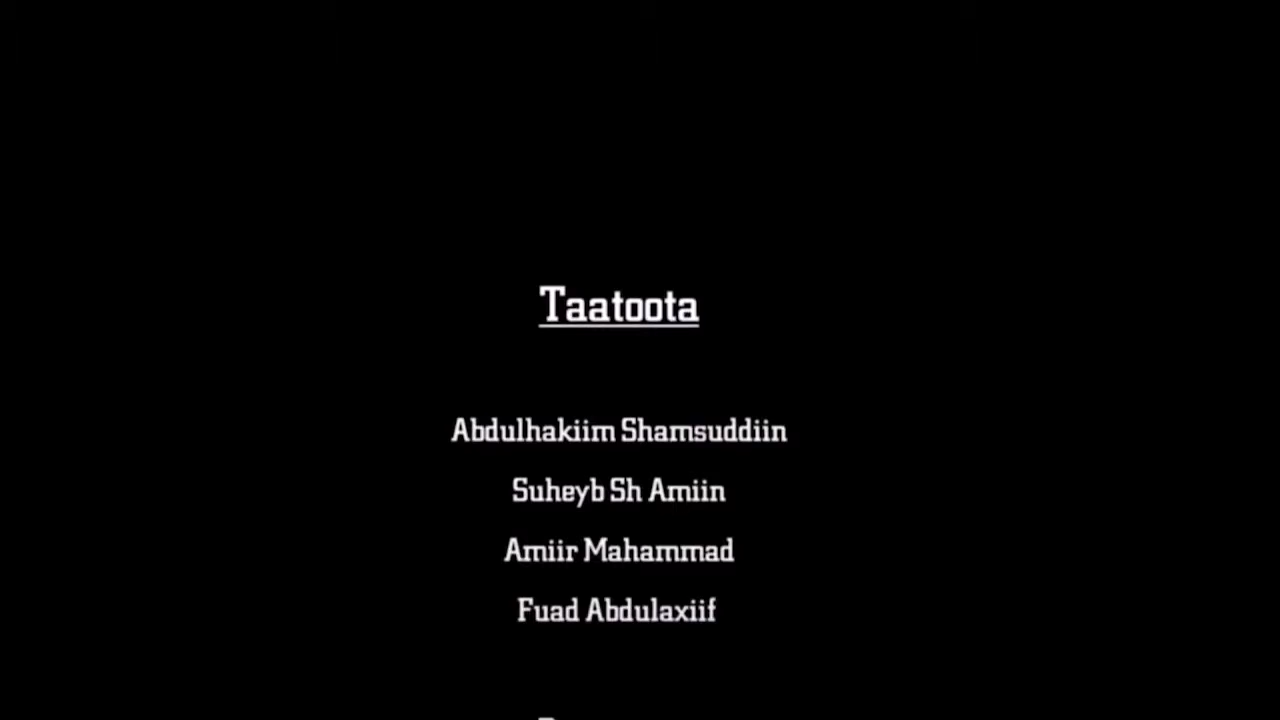 Taatoota
Abdulhakiim Shamsuddiin
Suheyb Sh Amiin
Amiir Mahammad
Fuad Abdulaxiif